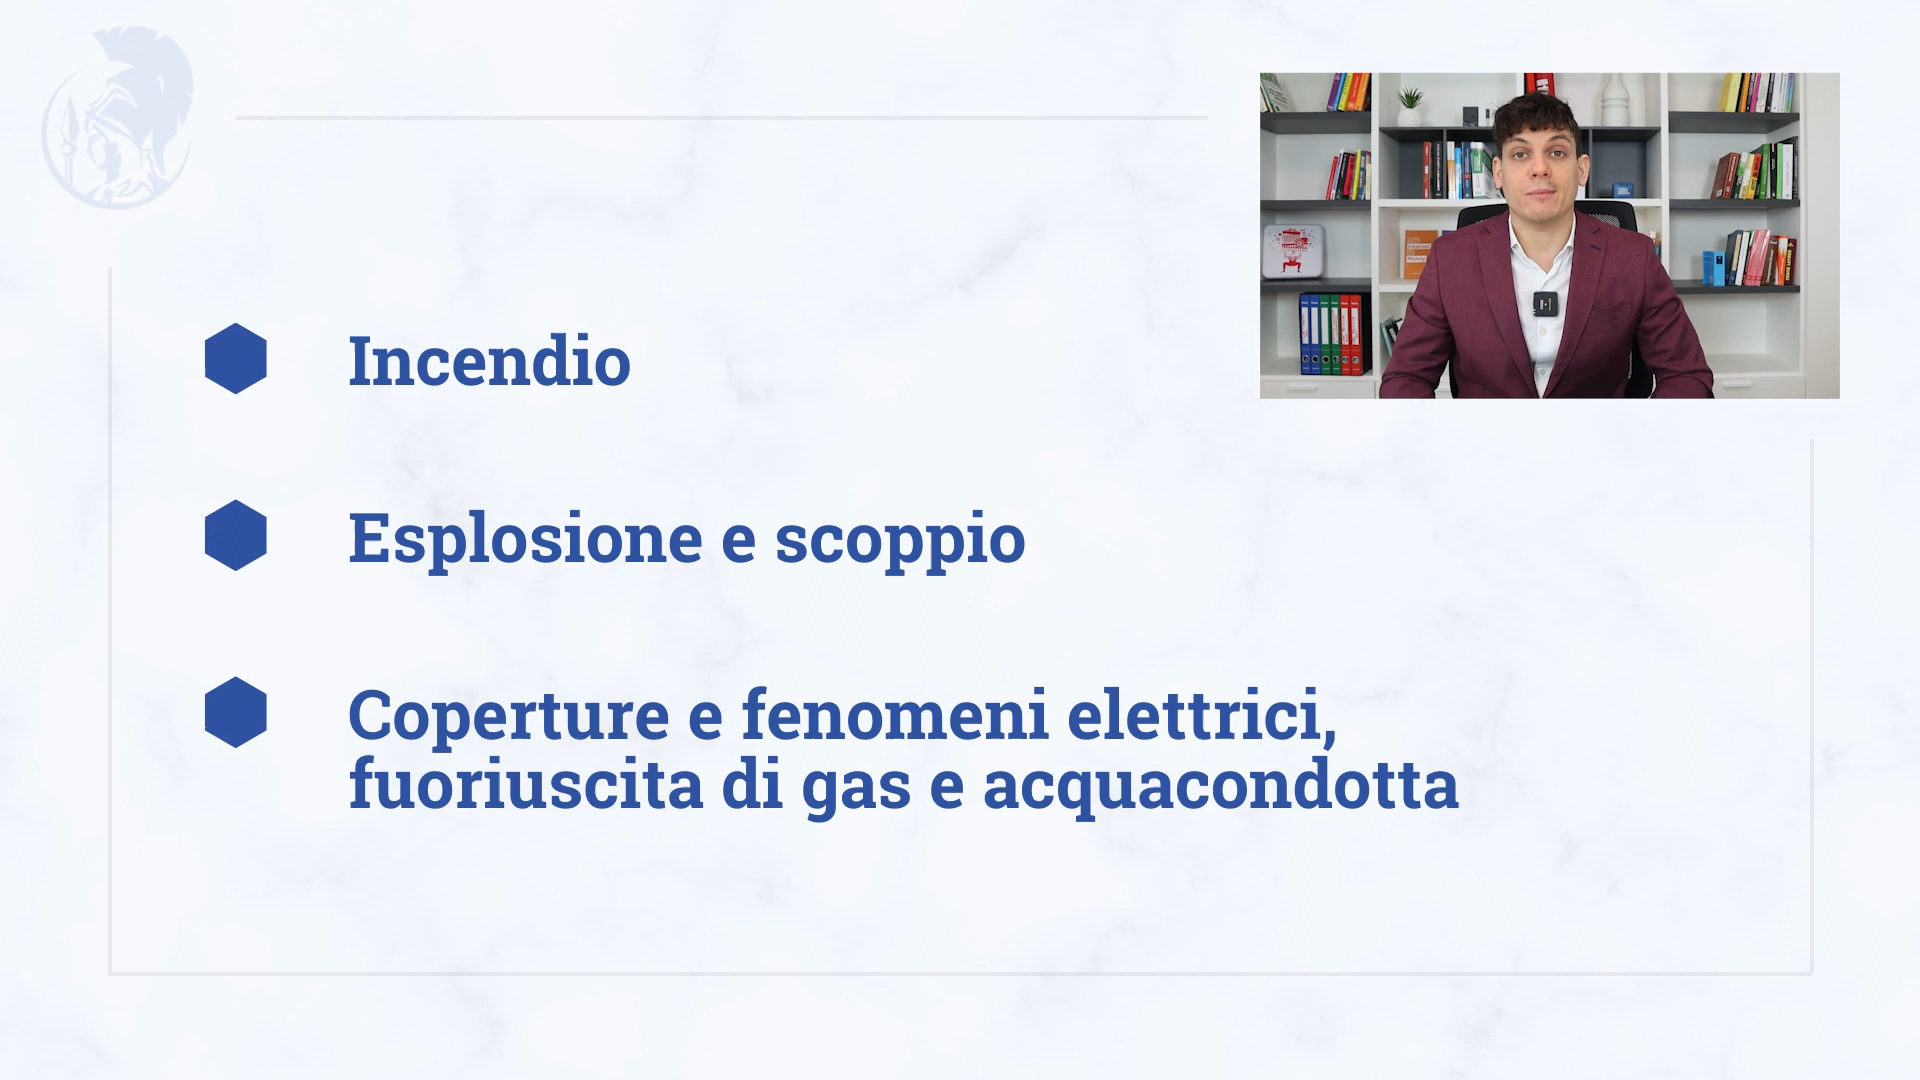 Incendio
Esplosione e scoppio
Coperture e fenomeni elettrici,
fuoriuscita di gas e acquacondotta